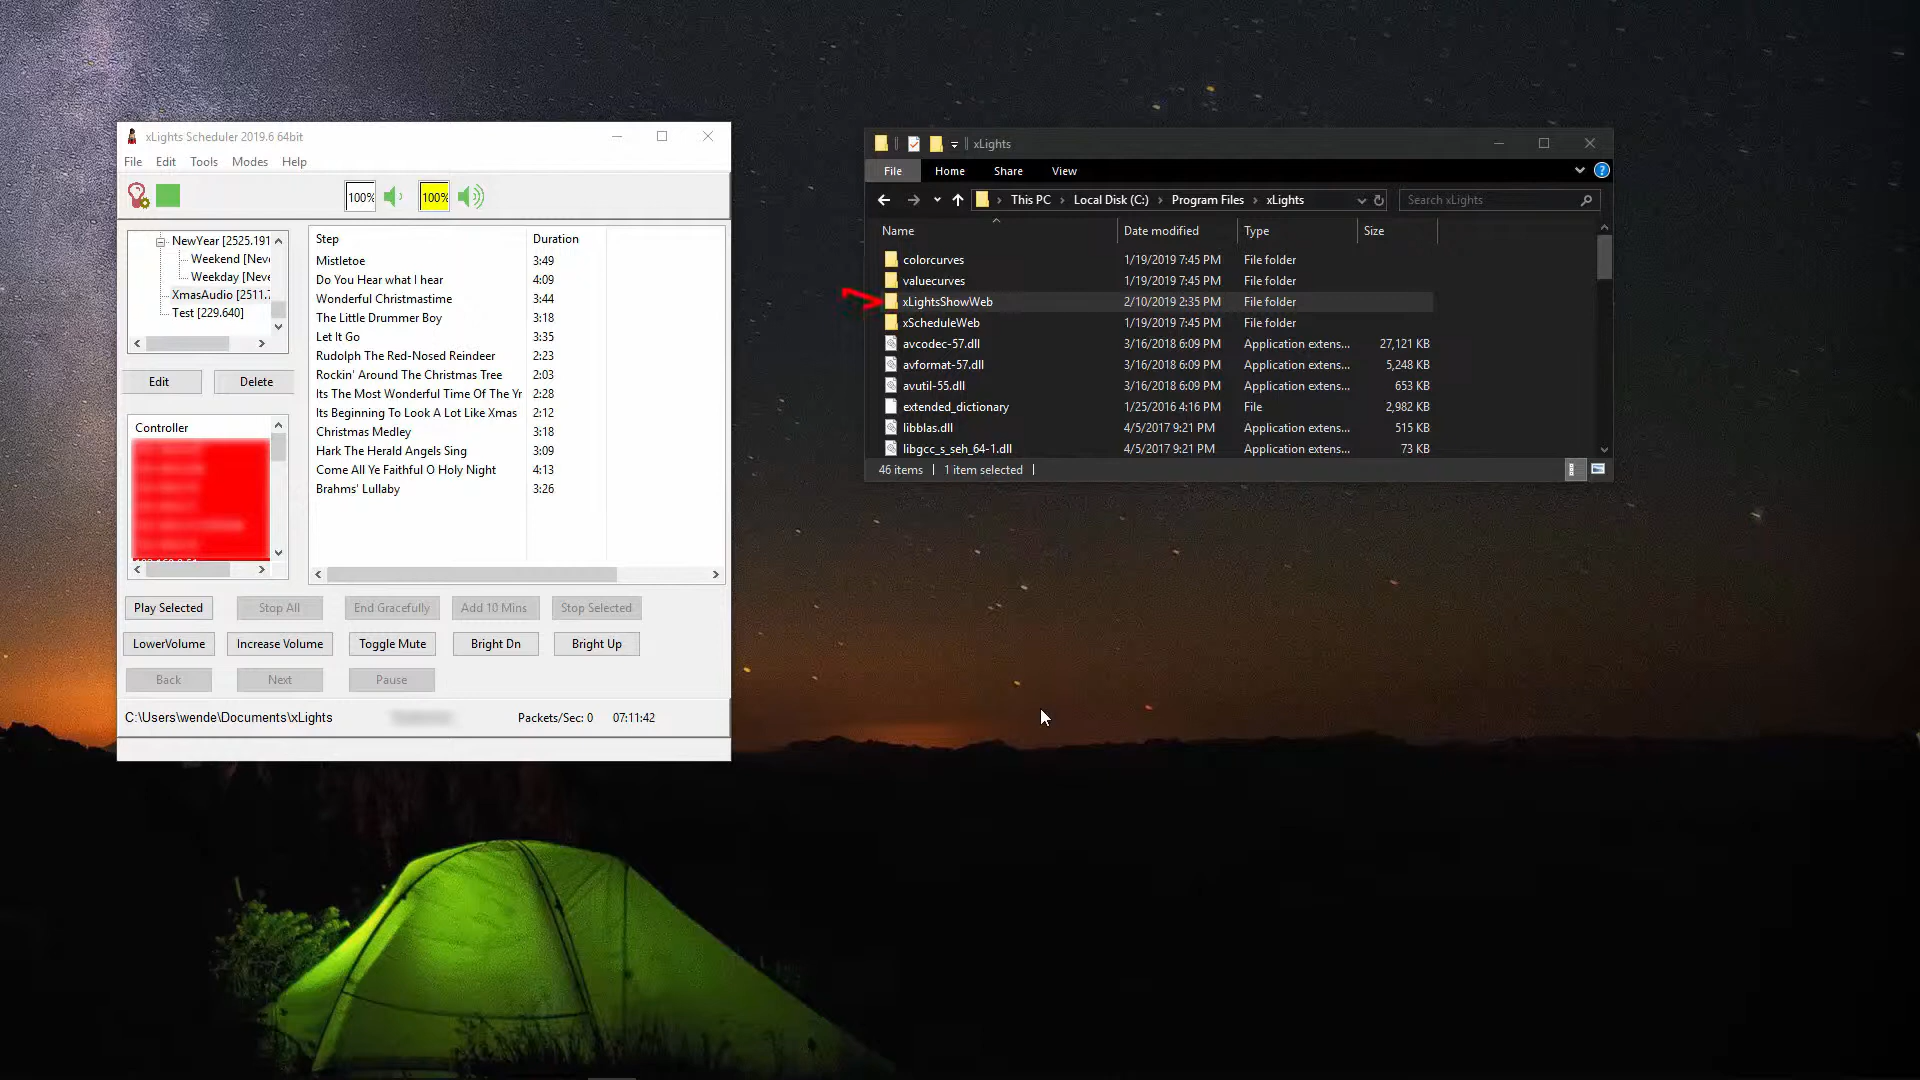 xLights Scheduler 2019.6 64bit
File Edit Tools Modes Help
100% 100%
NewYear [2525.191
Weekend [Neve
Weekday [Neve
XmasAudio [2511.7
Test [229.640]
Edit Delete
Controller
Step Duration
Mistletoe 3:49
Do You Hear what I hear 4:09
Wonderful Christmastime 3:44
The Little Drummer Boy 3:18
Let It Go 3:35
Rudolph The Red-Nosed Reindeer 2:23
Rockin' Around The Christmas Tree 2:03
Its The Most Wonderful Time Of The Yr 2:28
Its Beginning To Look A Lot Like Xmas 2:12
Christmas Medley 3:18
Hark The Herald Angels Sing 3:09
Come All Ye Faithful O Holy Night 4:13
Brahms' Lullaby 3:26
Play Selected Stop All End Gracefully Add 10 Mins Stop Selected
LowerVolume Increase Volume Toggle Mute Bright Dn Bright Up
Back Next Pause
C:\Users\wende\Documents\xLights Packets/Sec: 0 07:11:42
xLights
File Home Share View
This PC Local Disk (C:) Program Files xLights Search xLights
Name Date modified Type Size
colorcurves 1/19/2019 7:45 PM File folder
valuecurves 1/19/2019 7:45 PM File folder
xLightsShowWeb 2/10/2019 2:35 PM File folder
xScheduleWeb 1/19/2019 7:45 PM File folder
avcodec-57.dll 3/16/2018 6:09 PM Application extens... 27,121 KB
avformat-57.dll 3/16/2018 6:09 PM Application extens... 5,248 KB
avutil-55.dll 3/16/2018 6:09 PM Application extens... 653 KB
extended_dictionary 1/25/2016 4:16 PM File 2,982 KB
libblas.dll 4/5/2017 9:21 PM Application extens... 515 KB
libgcc_s_seh_64-1.dll 4/5/2017 9:21 PM Application extens... 73 KB
46 items 1 item selected